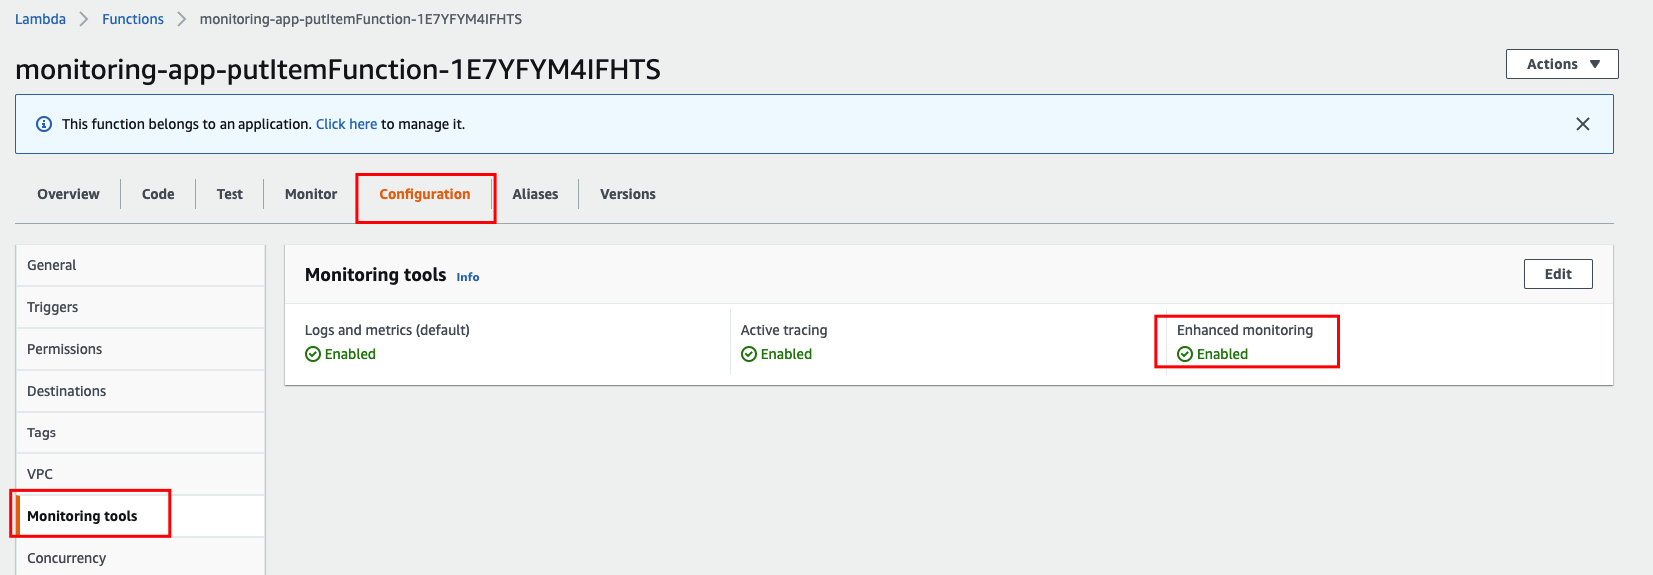 Lambda > Functions > monitoring-app-putItemFunction-1E7YFYM4IFHTS
monitoring-app-putItemFunction-1E7YFYM4IFHTS
Actions ▼
This function belongs to an application. Click here to manage it.
Overview Code Test Monitor Configuration Aliases Versions
General
Triggers
Permissions
Destinations
Tags
VPC
Monitoring tools
Concurrency
Monitoring tools Info
Edit
Logs and metrics (default)
Enabled
Active tracing
Enabled
Enhanced monitoring
Enabled